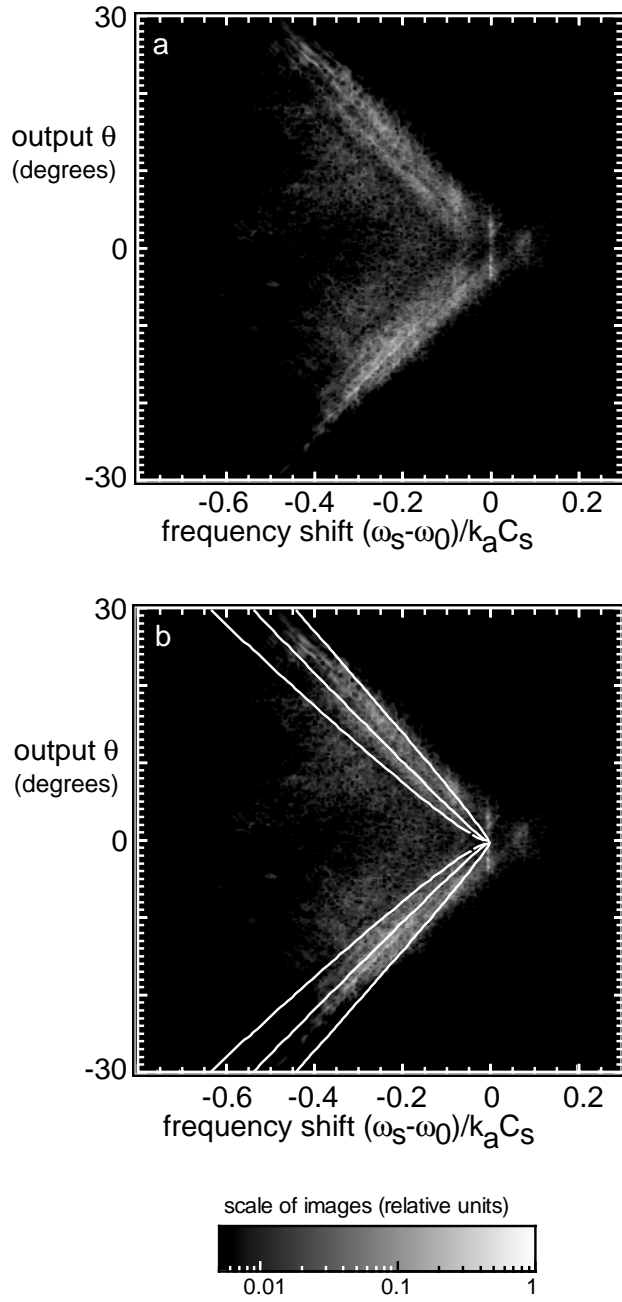 30
a
output θ
(degrees)
0
-30
-0.6 -0.4 -0.2 0 0.2
frequency shift (ωs-ω0)/kaCs
30
b
output θ
(degrees)
0
-30
-0.6 -0.4 -0.2 0 0.2
frequency shift (ωs-ω0)/kaCs
scale of images (relative units)
0.01 0.1 1